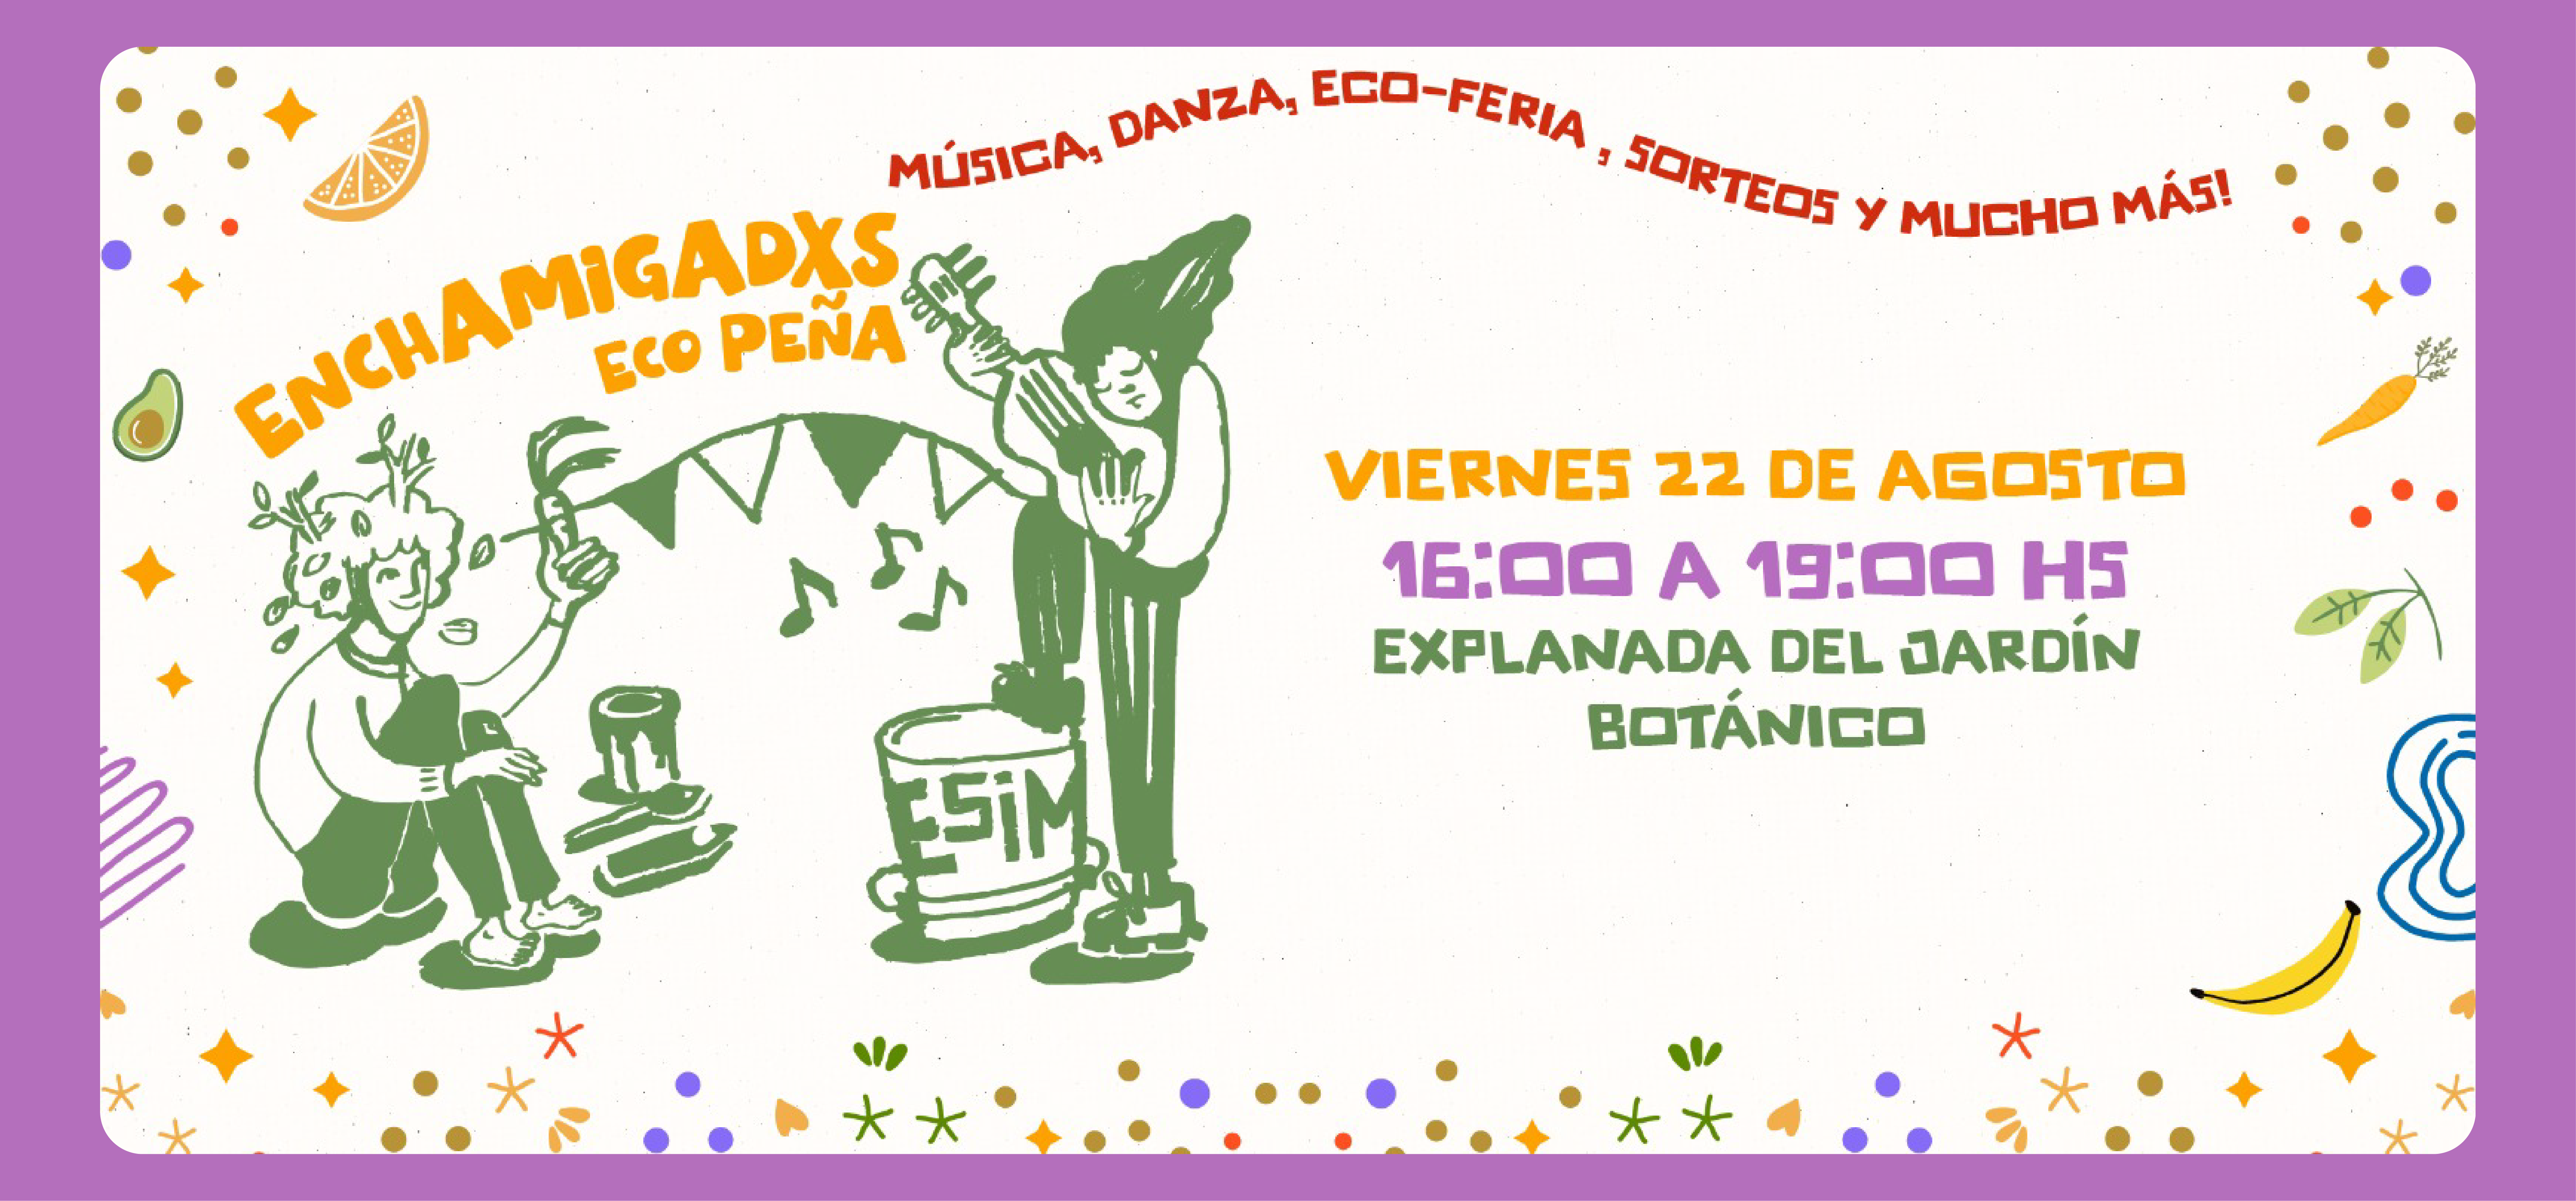 MÚSICA, DANZA, ECO-FERIA , SORTEOS Y MUCHO MÁS!
ENCHAMiGADXS
ECO PEÑA
VIERNES 22 DE AGOSTO
16:00 A 19:00 HS
EXPLANADA DEL JARDÍN
BOTÁNICO
ESiM